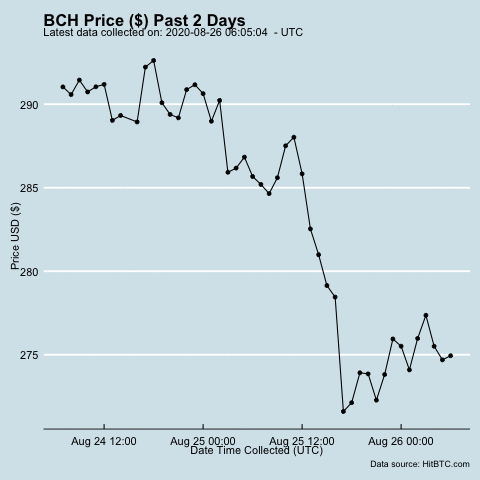 BCH Price ($) Past 2 Days
Latest data collected on: 2020-08-26 06:05:04  - UTC
Price USD ($)
290
285
280
275
Aug 24 12:00
Aug 25 00:00
Aug 25 12:00
Aug 26 00:00
Date Time Collected (UTC)
Data source: HitBTC.com